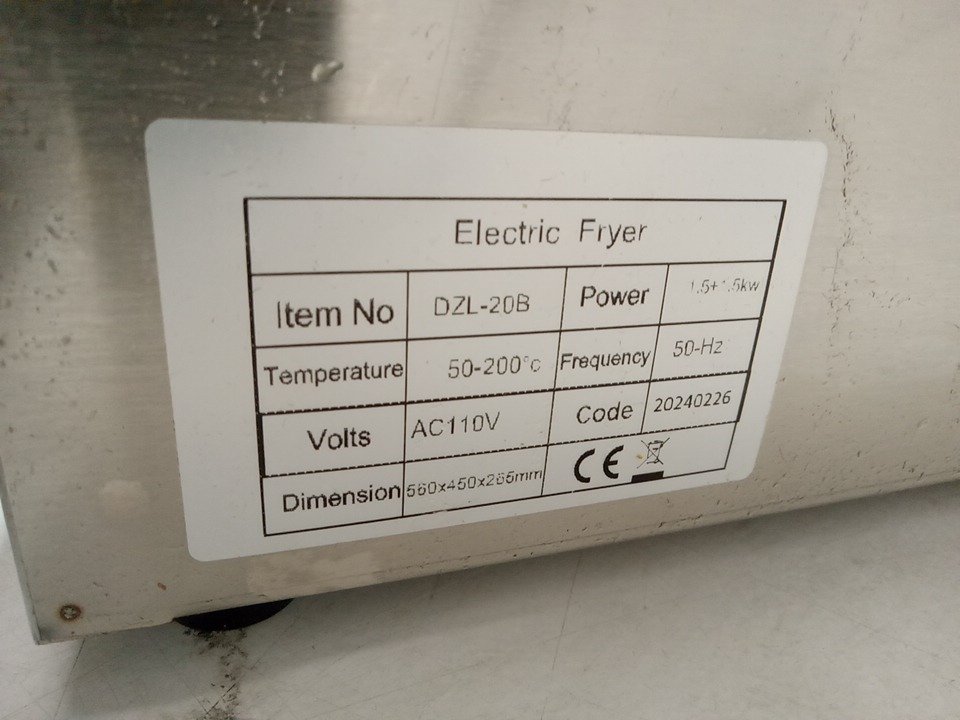 Electric Fryer
Item No DZL-20B Power 1.5+1.5kw
Temperature 50-200°c Frequency 50-Hz
Volts AC110V Code 20240226
Dimension 560x450x265mm CE